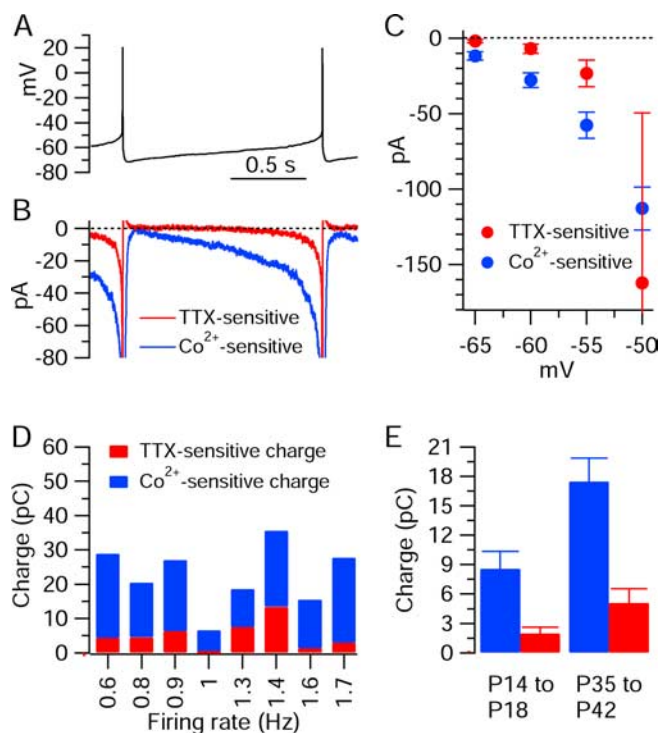 A
20
0
-20
-40
-60
-80
mV
0.5 s
B
0
-20
-40
-60
-80
pA
TTX-sensitive
Co2+-sensitive
C
0
-50
-100
-150
pA
TTX-sensitive
Co2+-sensitive
-65 -60 -55 -50
mV
D
60
50
40
30
20
10
0
Charge (pC)
TTX-sensitive charge
Co2+-sensitive charge
0.6 0.8 0.9 1 1.3 1.4 1.6 1.7
Firing rate (Hz)
E
21
18
15
12
9
6
3
0
Charge (pC)
P14 to P35 to
P18 P42